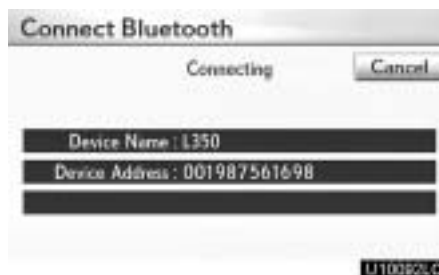 Connect Bluetooth
Connecting
Cancel
Device Name : L350
Device Address : 001987561698